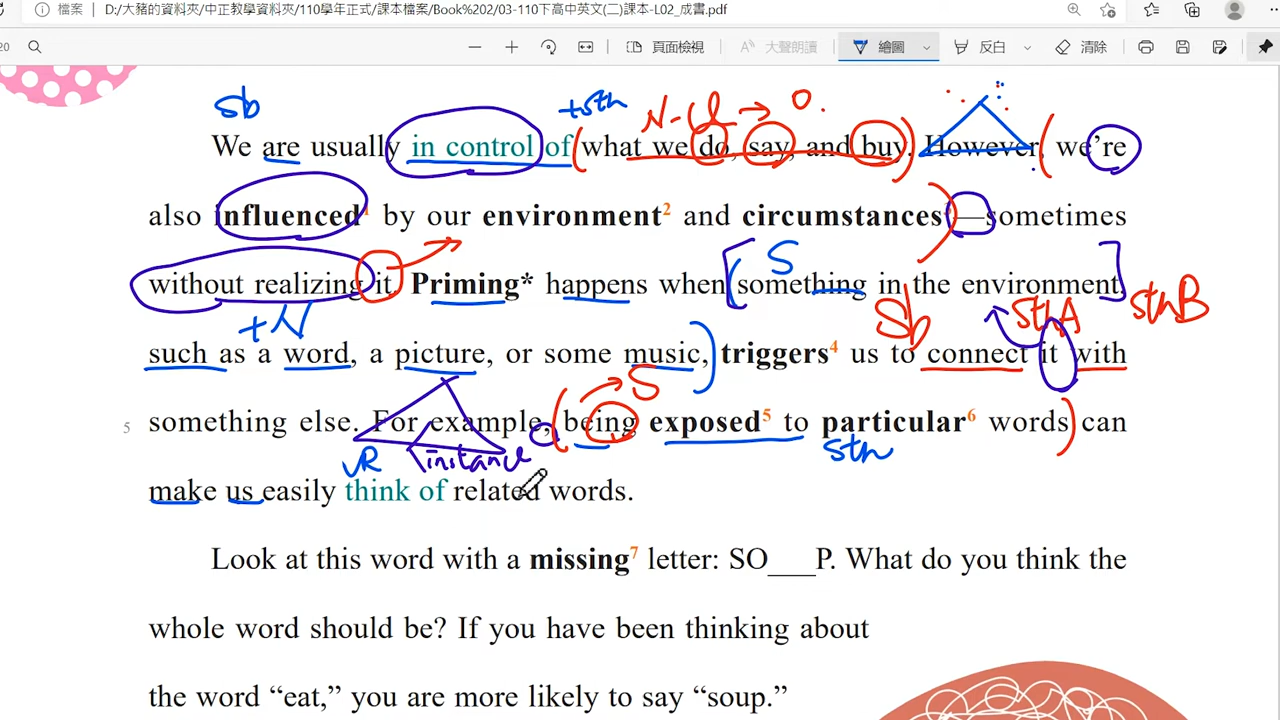 檔案 D:/大豬的資料夾/中正教學資料夾/110學年正式/課本檔案/Book%202/03-110下高中英文(二)課本-L02_成書.pdf
20 頁面檢視 大聲朗讀 繪圖 反白 清除
sb +sth N-cl → O.
We are usually in control of what we do, say, and buy. However, we're
also influenced1 by our environment2 and circumstances—sometimes
S
without realizing it. Priming* happens when something in the environment,
+N sb sthA sthB
such as a word, a picture, or some music, triggers4 us to connect it with
S
5 something else. For example, being exposed5 to particular6 words can
VR instance sth
make us easily think of related words.
Look at this word with a missing7 letter: SO___P. What do you think the
whole word should be? If you have been thinking about
the word “eat,” you are more likely to say “soup.”